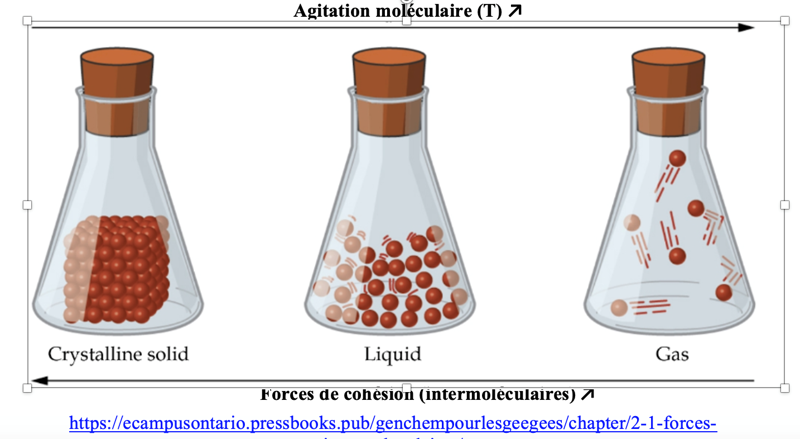 Agitation moléculaire (T) ↗
Crystalline solid
Liquid
Gas
Forces de cohésion (intermoléculaires) ↗
https://ecampusontario.pressbooks.pub/genchempourlesgeegees/chapter/2-1-forces-